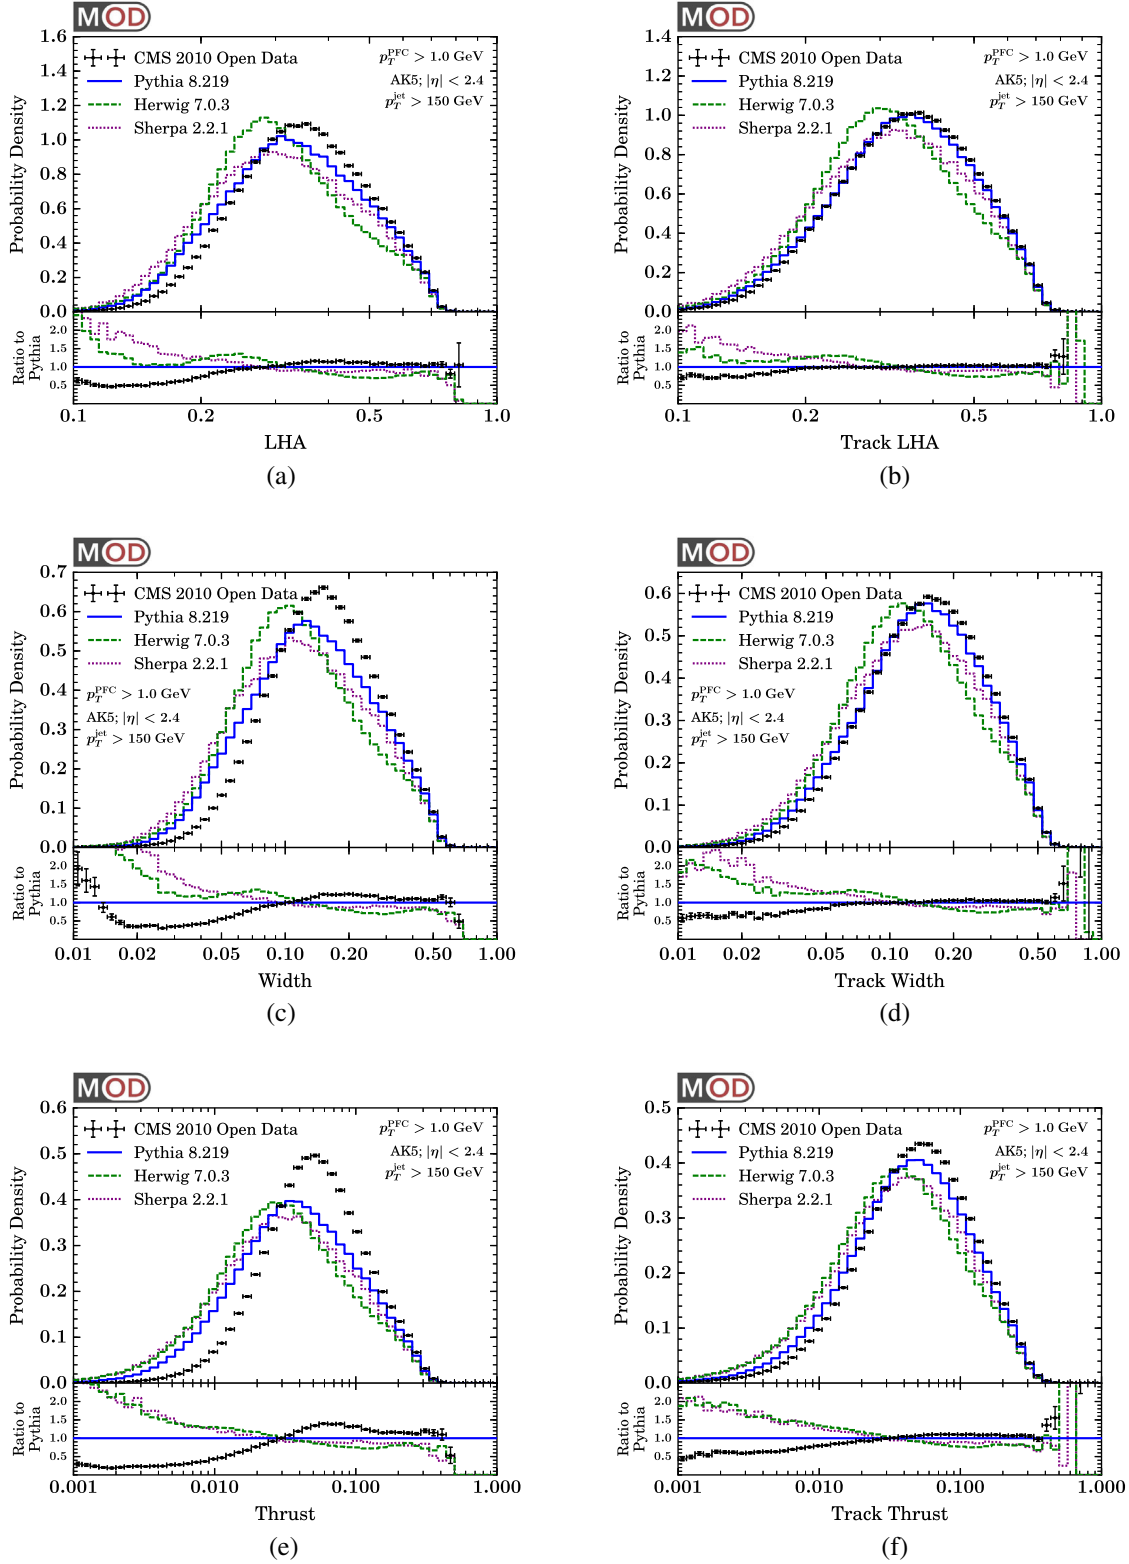 MOD
CMS 2010 Open Data
Pythia 8.219
Herwig 7.0.3
Sherpa 2.2.1
p_T^PFC > 1.0 GeV
AK5; |η| < 2.4
p_T^jet > 150 GeV
Probability Density
1.6
1.4
1.2
1.0
0.8
0.6
0.4
0.2
0.0
Ratio to
Pythia
2.0
1.5
1.0
0.5
0.1 0.2 0.5 1.0
LHA
(a)
MOD
CMS 2010 Open Data
Pythia 8.219
Herwig 7.0.3
Sherpa 2.2.1
p_T^PFC > 1.0 GeV
AK5; |η| < 2.4
p_T^jet > 150 GeV
Probability Density
1.4
1.2
1.0
0.8
0.6
0.4
0.2
0.0
Ratio to
Pythia
2.0
1.5
1.0
0.5
0.1 0.2 0.5 1.0
Track LHA
(b)
MOD
CMS 2010 Open Data
Pythia 8.219
Herwig 7.0.3
Sherpa 2.2.1
p_T^PFC > 1.0 GeV
AK5; |η| < 2.4
p_T^jet > 150 GeV
Probability Density
0.7
0.6
0.5
0.4
0.3
0.2
0.1
0.0
Ratio to
Pythia
2.0
1.5
1.0
0.5
0.01 0.02 0.05 0.10 0.20 0.50 1.00
Width
(c)
MOD
CMS 2010 Open Data
Pythia 8.219
Herwig 7.0.3
Sherpa 2.2.1
p_T^PFC > 1.0 GeV
AK5; |η| < 2.4
p_T^jet > 150 GeV
Probability Density
0.6
0.5
0.4
0.3
0.2
0.1
0.0
Ratio to
Pythia
2.0
1.5
1.0
0.5
0.01 0.02 0.05 0.10 0.20 0.50 1.00
Track Width
(d)
MOD
CMS 2010 Open Data
Pythia 8.219
Herwig 7.0.3
Sherpa 2.2.1
p_T^PFC > 1.0 GeV
AK5; |η| < 2.4
p_T^jet > 150 GeV
Probability Density
0.6
0.5
0.4
0.3
0.2
0.1
0.0
Ratio to
Pythia
2.0
1.5
1.0
0.5
0.001 0.010 0.100 1.000
Thrust
(e)
MOD
CMS 2010 Open Data
Pythia 8.219
Herwig 7.0.3
Sherpa 2.2.1
p_T^PFC > 1.0 GeV
AK5; |η| < 2.4
p_T^jet > 150 GeV
Probability Density
0.5
0.4
0.3
0.2
0.1
0.0
Ratio to
Pythia
2.0
1.5
1.0
0.5
0.001 0.010 0.100 1.000
Track Thrust
(f)